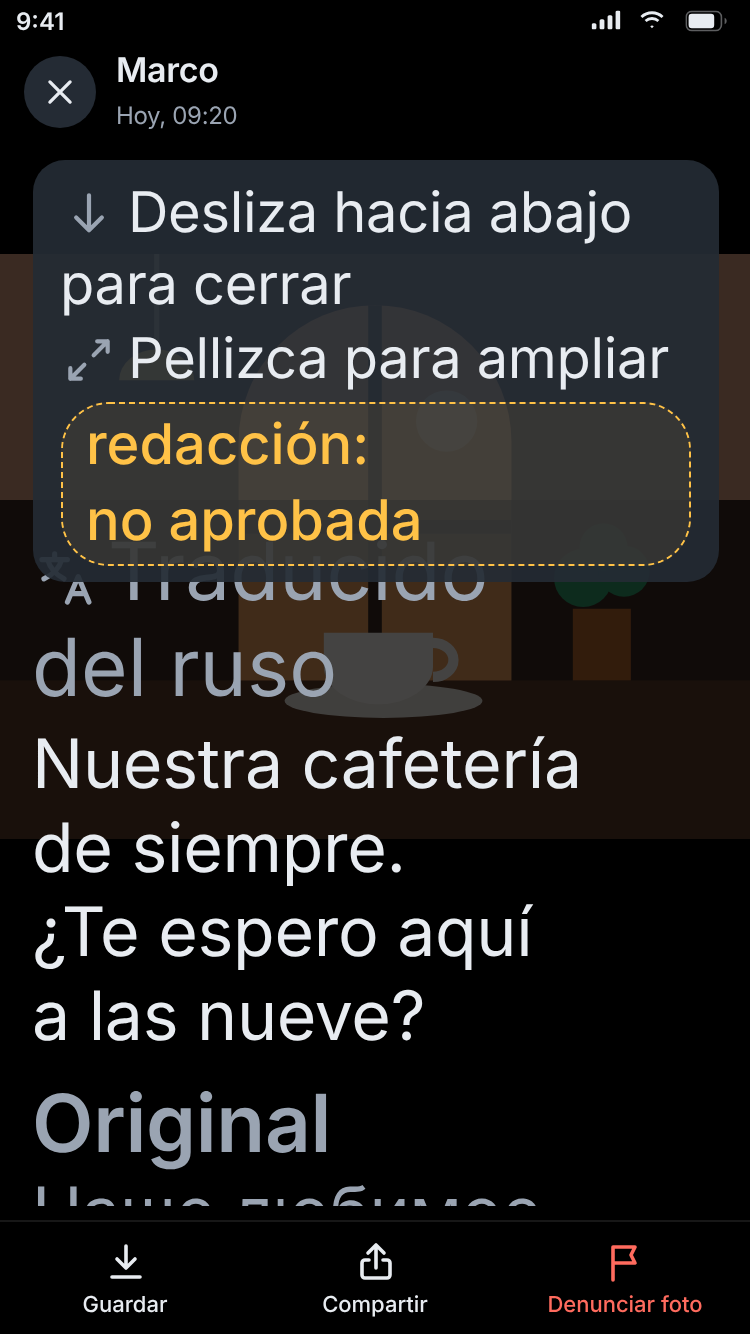 9:41
Marco
Hoy, 09:20
Desliza hacia abajo
para cerrar
Pellizca para ampliar
redacción:
no aprobada
Traducido
del ruso
Nuestra cafetería
de siempre.
¿Te espero aquí
a las nueve?
Original
Guardar
Compartir
Denunciar foto